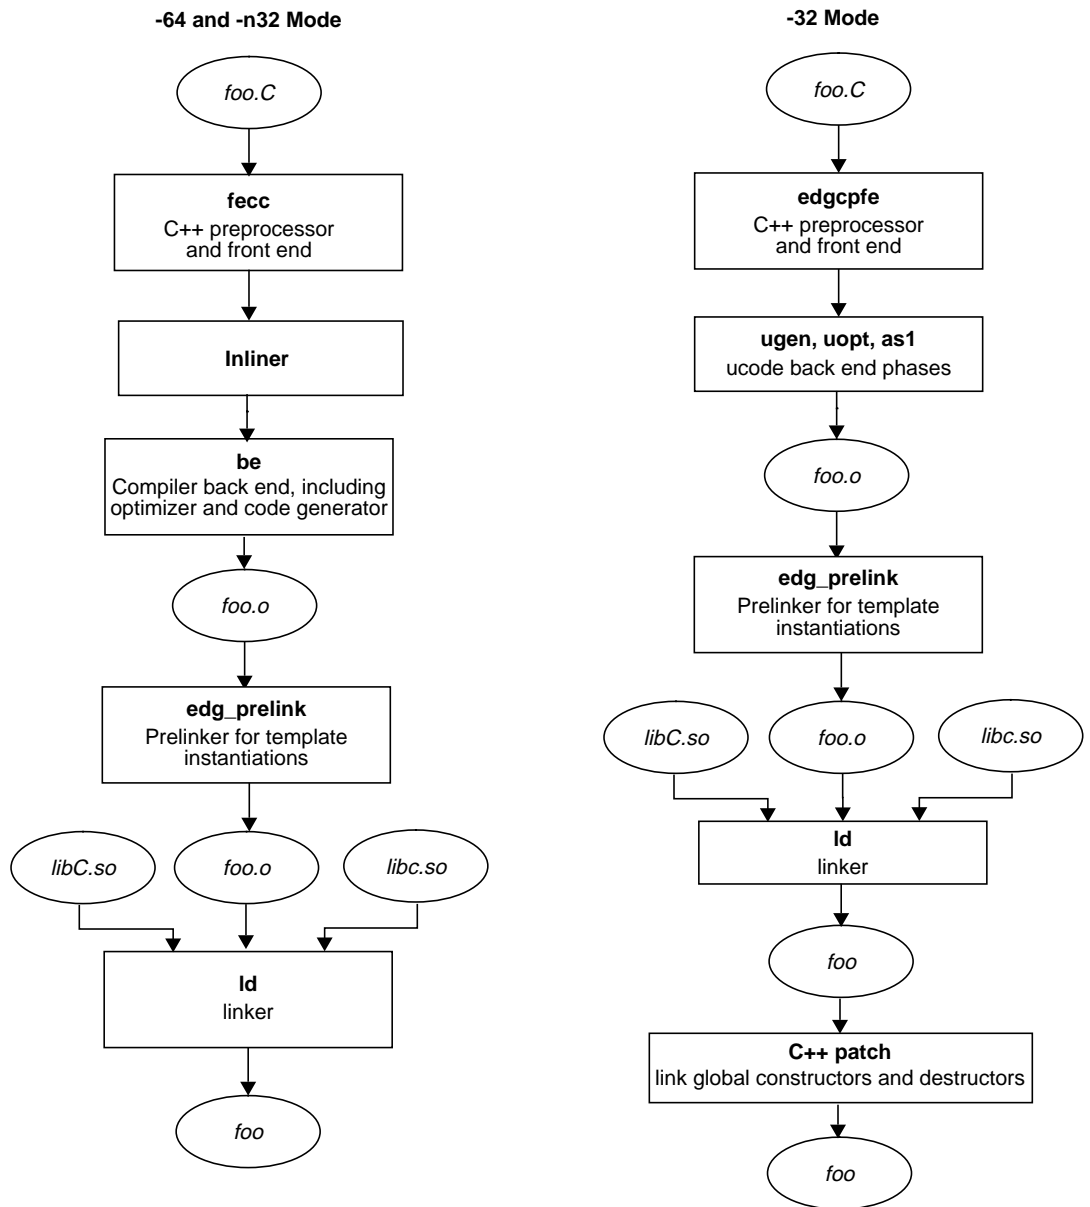 -64 and -n32 Mode
foo.C
fecc
C++ preprocessor
and front end
Inliner
be
Compiler back end, including
optimizer and code generator
foo.o
edg_prelink
Prelinker for template
instantiations
libC.so
foo.o
libc.so
ld
linker
foo
-32 Mode
foo.C
edgcpfe
C++ preprocessor
and front end
ugen, uopt, as1
ucode back end phases
foo.o
edg_prelink
Prelinker for template
instantiations
libC.so
foo.o
libc.so
ld
linker
foo
C++ patch
link global constructors and destructors
foo